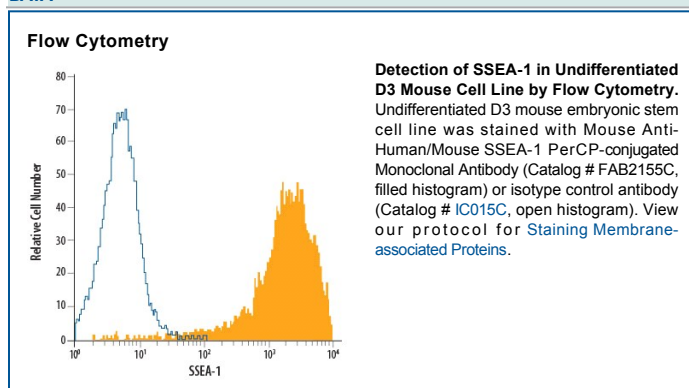 Flow Cytometry
80
70
60
50
40
30
20
10
0
Relative Cell Number
10⁰ 10¹ 10² 10³ 10⁴
SSEA-1
Detection of SSEA-1 in Undifferentiated
D3 Mouse Cell Line by Flow Cytometry.
Undifferentiated D3 mouse embryonic stem
cell line was stained with Mouse Anti-
Human/Mouse SSEA-1 PerCP-conjugated
Monoclonal Antibody (Catalog # FAB2155C,
filled histogram) or isotype control antibody
(Catalog # IC015C, open histogram). View
our protocol for Staining Membrane-
associated Proteins.